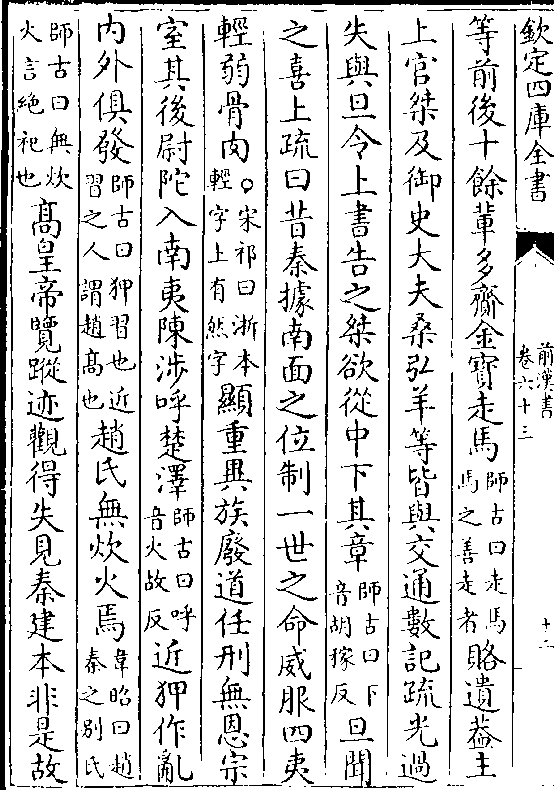 欽定四庫全書
前漢書
卷六十三
十二
等前後十餘輩多齎金寶走馬師古曰走馬馬之善走者賂遺蓋主
上官桀及御史大夫桑弘羊等皆與交通數記疏光過
失與旦令上書告之桀欲從中下其章師古曰下音胡稼反旦聞
之喜上疏曰昔秦據南面之位制一世之命威服四夷
輕弱骨肉○宋祁曰浙本輕字上有然字顯重異族廢道任刑無恩宗
室其後尉陀入南夷陳涉呼楚澤師古曰呼音火故反近狎作亂
内外俱發師古曰狎習也近習之人謂趙髙也趙氏無炊火焉韋昭曰趙秦之别氏
師古曰無炊火言絶祀也髙皇帝覽蹤迹觀得失見秦建本非是故